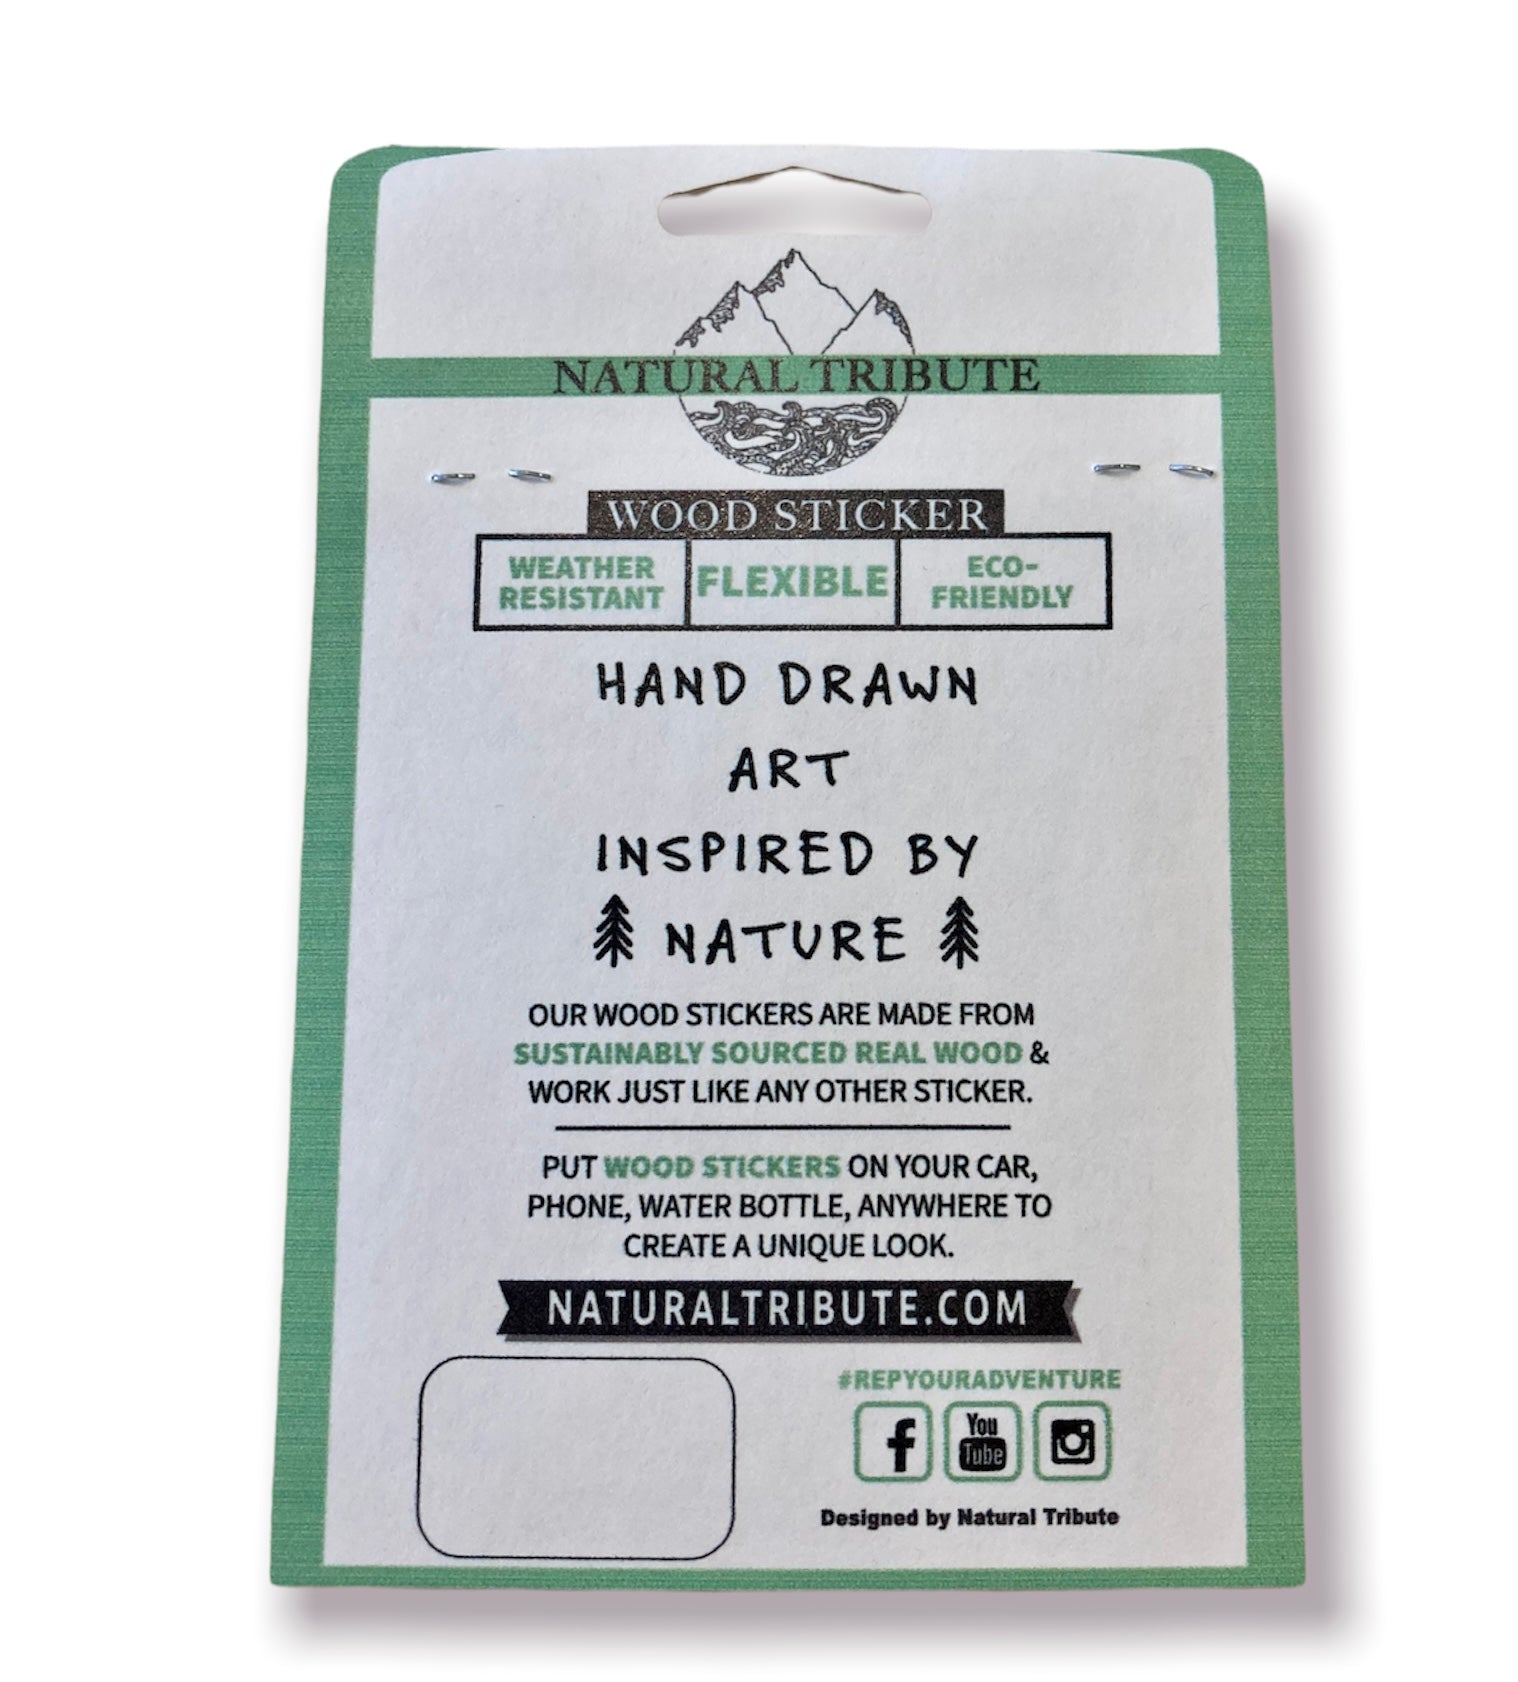 NATURAL TRIBUTE
WOOD STICKER
WEATHER
RESISTANT
FLEXIBLE
ECO-
FRIENDLY
HAND DRAWN
ART
INSPIRED BY
NATURE
OUR WOOD STICKERS ARE MADE FROM
SUSTAINABLY SOURCED REAL WOOD &
WORK JUST LIKE ANY OTHER STICKER.
PUT WOOD STICKERS ON YOUR CAR,
PHONE, WATER BOTTLE, ANYWHERE TO
CREATE A UNIQUE LOOK.
NATURALTRIBUTE.COM
#REPYOURADVENTURE
f
You
Tube
Designed by Natural Tribute